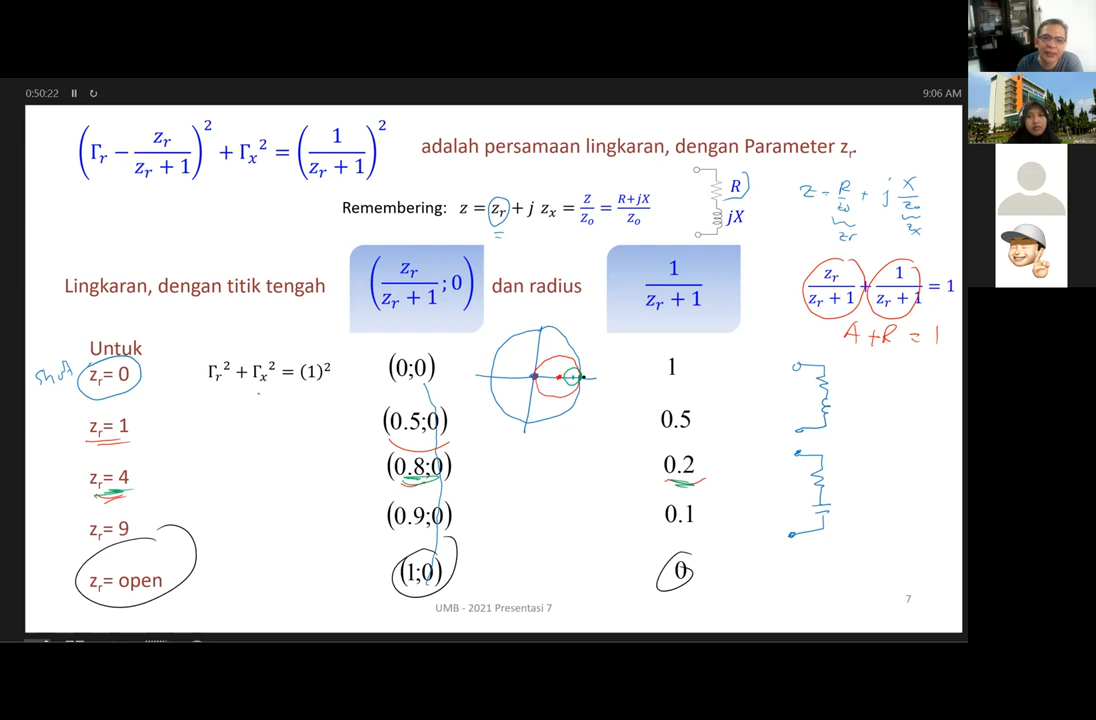 0:50:22
9:06 AM
(Γr − zr/(zr + 1))² + Γx² = (1/(zr + 1))²
adalah persamaan lingkaran, dengan Parameter zr.
Remembering: z = zr + j zx = Z/Zo = (R+jX)/Zo
R
jX
z = R/zo + j X/zo
zr zx
Lingkaran, dengan titik tengah (zr/(zr + 1); 0) dan radius 1/(zr + 1)
zr/(zr + 1) + 1/(zr + 1) = 1
A + R = 1
Untuk
short zr= 0 Γr² + Γx² = (1)² (0;0) 1
zr= 1 (0.5;0) 0.5
zr= 4 (0.8;0) 0.2
zr= 9 (0.9;0) 0.1
zr= open (1;0) 0
UMB - 2021 Presentasi 7
7